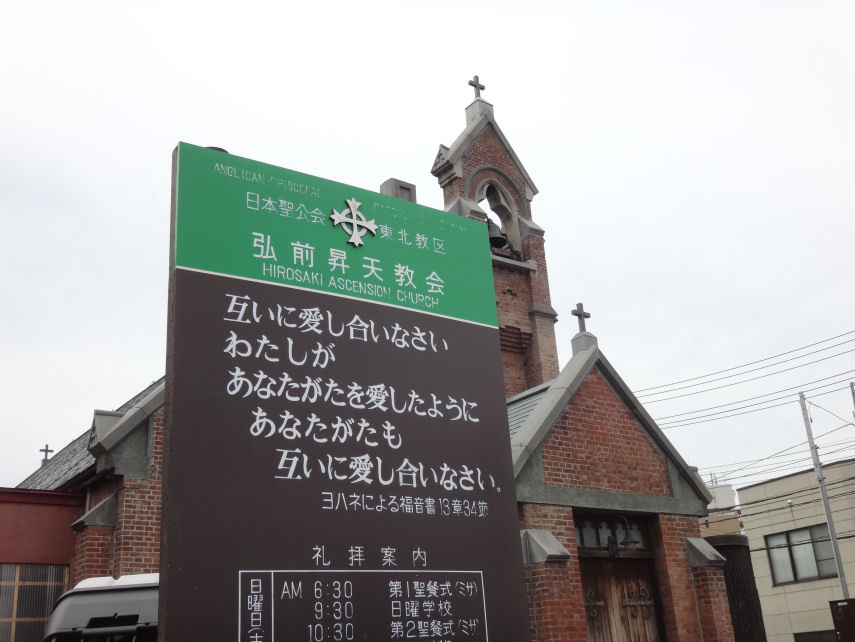 ANGLICAN-EPISCOPAL
日本聖公会 東北教区
弘前昇天教会
HIROSAKI ASCENSION CHURCH
互いに愛し合いなさい
わたしが
あなたがたを愛したように
あなたがたも
互いに愛し合いなさい。
ヨハネによる福音書13章34節
礼拝案内
日曜日
AM 6:30 第1聖餐式(ミサ)
9:30 日曜学校
10:30 第2聖餐式(ミサ)